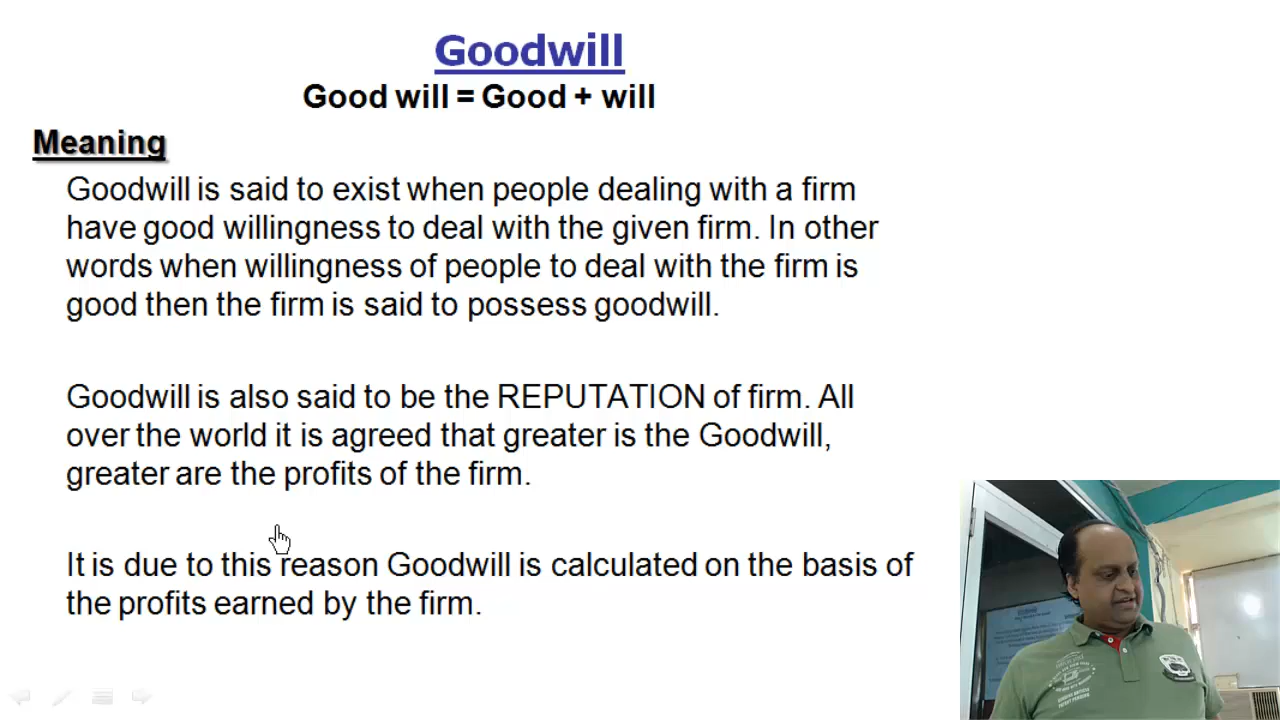 Goodwill
Good will = Good + will
Meaning
Goodwill is said to exist when people dealing with a firm
have good willingness to deal with the given firm. In other
words when willingness of people to deal with the firm is
good then the firm is said to possess goodwill.
Goodwill is also said to be the REPUTATION of firm. All
over the world it is agreed that greater is the Goodwill,
greater are the profits of the firm.
It is due to this reason Goodwill is calculated on the basis of
the profits earned by the firm.